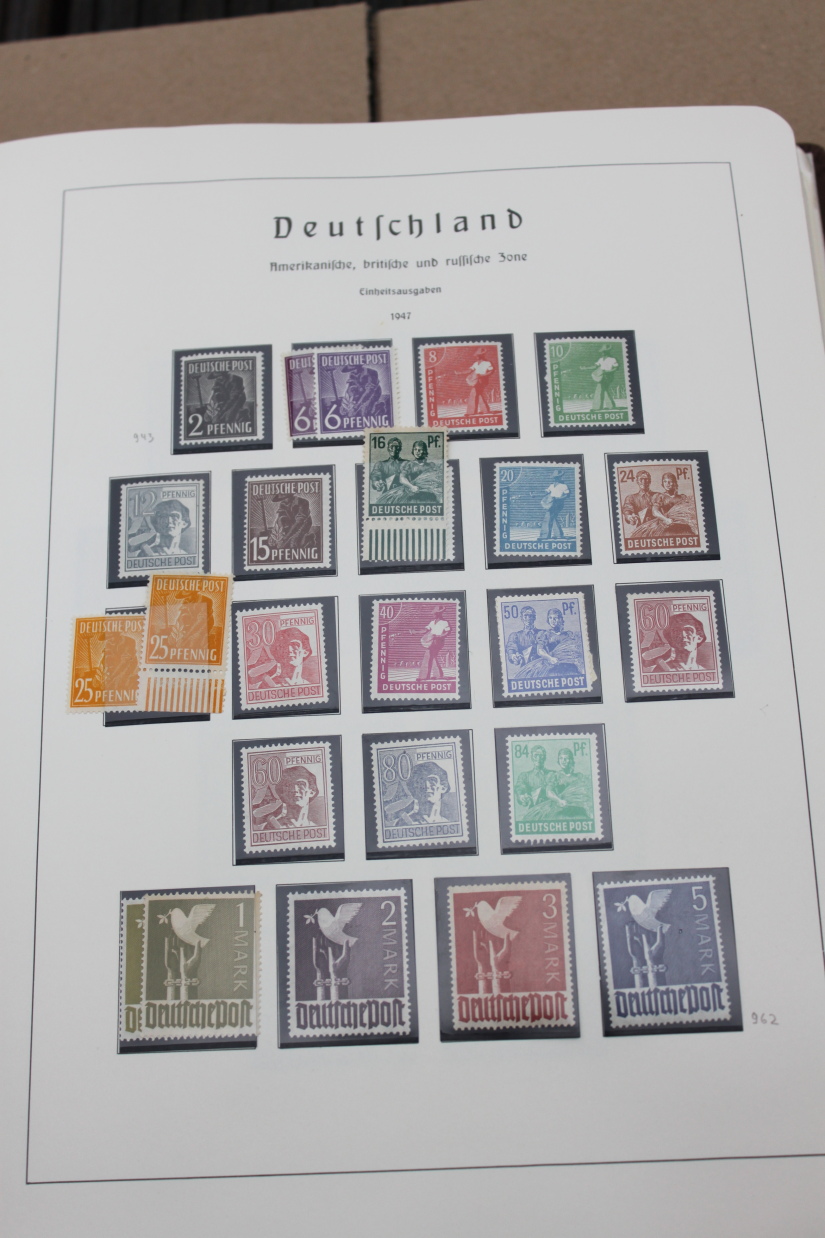 Deutſchland
Amerikaniſche, britiſche und ruſſiſche Zone
Einheitsausgaben
1947
DEUTSCHE POST
2 PFENNIG
DEUT
6
DEUTSCHE POST
6 PFENNIG
8
PFENNIG
DEUTSCHE POST
10
PFENNIG
DEUTSCHE POST
943
12 PFENNIG
DEUTSCHE POST
DEUTSCHE POST
15 PFENNIG
16 Pf.
DEUTSCHE POST
20
PFENNIG
DEUTSCHE POST
24 Pf.
DEUTSCHE POST
DEUTSCHE POS
25 PFENNIG
DEUTSCHE POST
25 PFENNIG
30 PFENNIG
DEUTSCHE POST
40
PFENNIG
DEUTSCHE POST
50 Pf.
DEUTSCHE POST
60 PFENNIG
DEUTSCHE POST
60 PFENNIG
DEUTSCHE POST
80 PFENNIG
DEUTSCHE POST
84 Pf.
DEUTSCHE POST
De
1 MARK
Deutsche Post
2 MARK
Deutsche Post
3 MARK
Deutsche Post
5 MARK
Deutsche Post
962